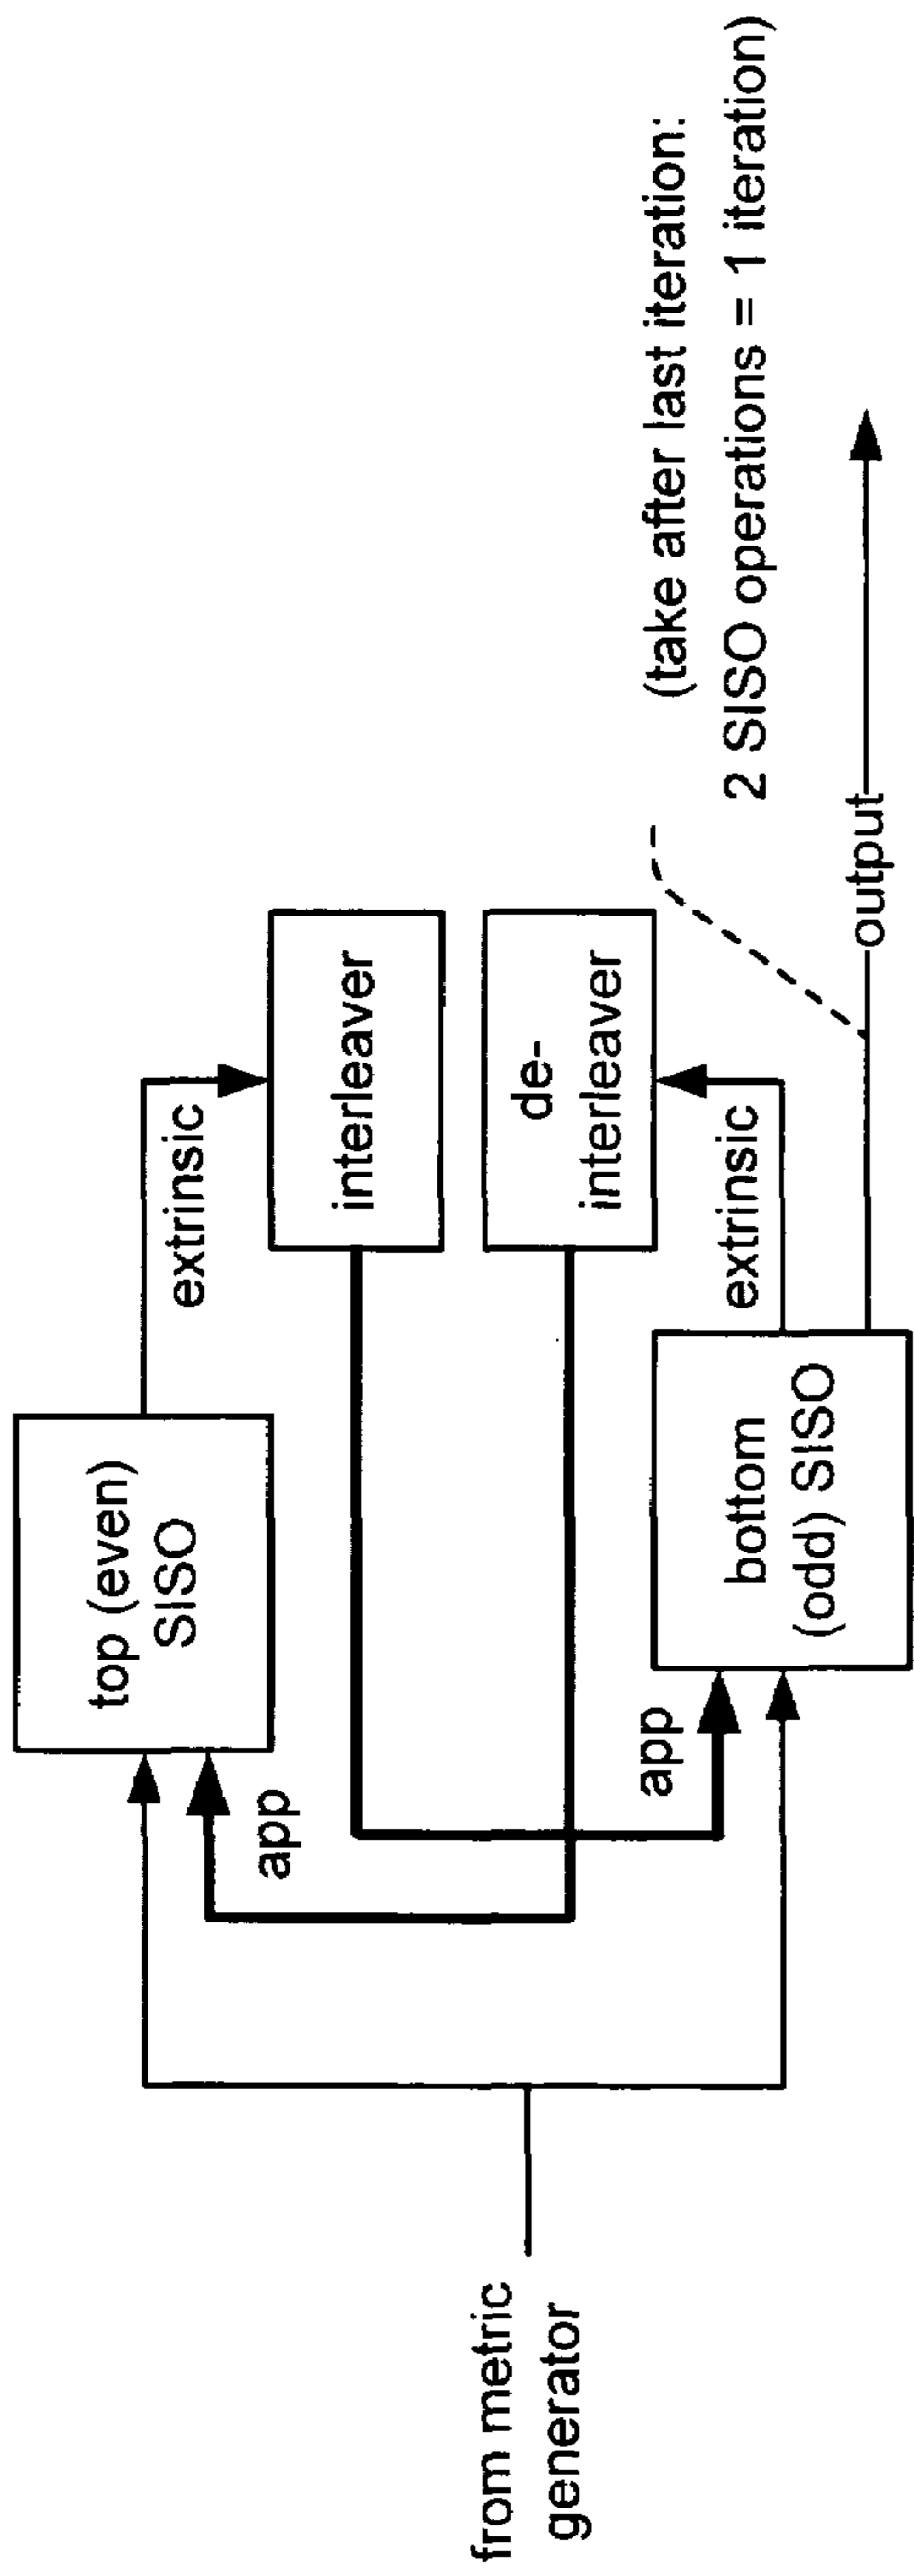 from metric
generator
top (even)
SISO
app
extrinsic
interleaver
de-
interleaver
app
bottom
(odd) SISO
extrinsic
output
(take after last iteration:
2 SISO operations = 1 iteration)